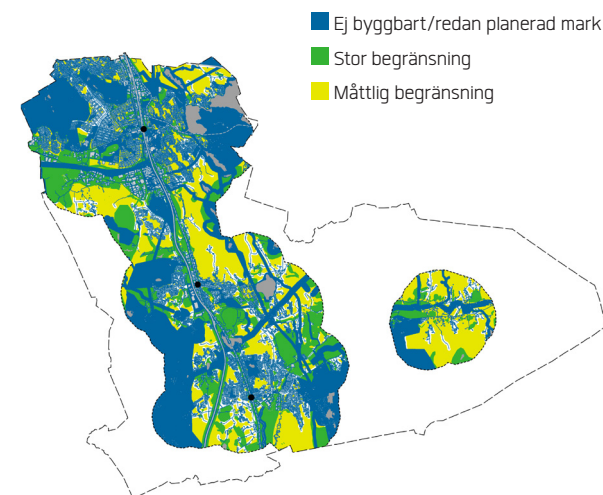 Ej byggbart/redan planerad mark
Stor begränsning
Måttlig begränsning